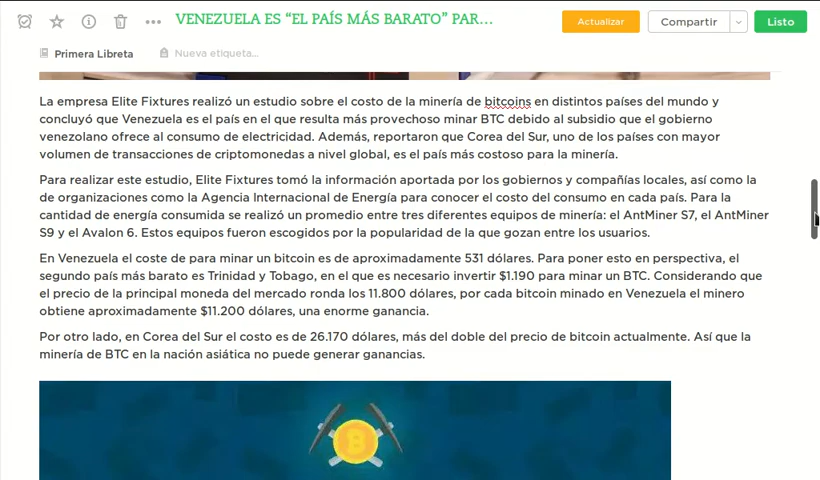 VENEZUELA ES “EL PAÍS MÁS BARATO” PAR...
Actualizar
Compartir
Listo
Primera Libreta
Nueva etiqueta...
La empresa Elite Fixtures realizó un estudio sobre el costo de la minería de bitcoins en distintos países del mundo y
concluyó que Venezuela es el país en el que resulta más provechoso minar BTC debido al subsidio que el gobierno
venezolano ofrece al consumo de electricidad. Además, reportaron que Corea del Sur, uno de los países con mayor
volumen de transacciones de criptomonedas a nivel global, es el país más costoso para la minería.
Para realizar este estudio, Elite Fixtures tomó la información aportada por los gobiernos y compañías locales, así como la
de organizaciones como la Agencia Internacional de Energía para conocer el costo del consumo en cada país. Para la
cantidad de energía consumida se realizó un promedio entre tres diferentes equipos de minería: el AntMiner S7, el AntMiner
S9 y el Avalon 6. Estos equipos fueron escogidos por la popularidad de la que gozan entre los usuarios.
En Venezuela el coste de para minar un bitcoin es de aproximadamente 531 dólares. Para poner esto en perspectiva, el
segundo país más barato es Trinidad y Tobago, en el que es necesario invertir $1.190 para minar un BTC. Considerando que
el precio de la principal moneda del mercado ronda los 11.800 dólares, por cada bitcoin minado en Venezuela el minero
obtiene aproximadamente $11.200 dólares, una enorme ganancia.
Por otro lado, en Corea del Sur el costo es de 26.170 dólares, más del doble del precio de bitcoin actualmente. Así que la
minería de BTC en la nación asiática no puede generar ganancias.